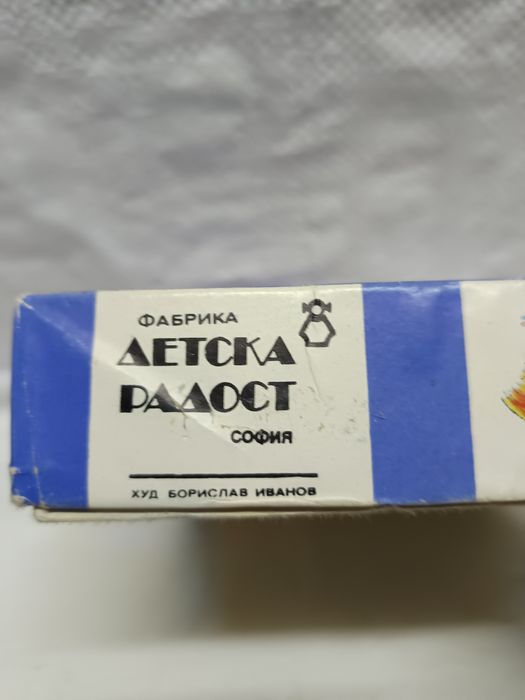 ФАБРИКА
ДЕТСКА
РАДОСТ
СОФИЯ
ХУД БОРИСЛАВ ИВАНОВ